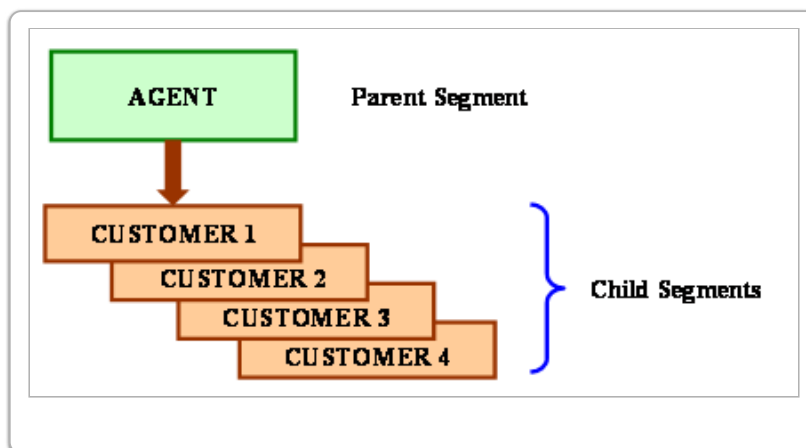 AGENT
Parent Segment
CUSTOMER 1
CUSTOMER 2
CUSTOMER 3
CUSTOMER 4
Child Segments